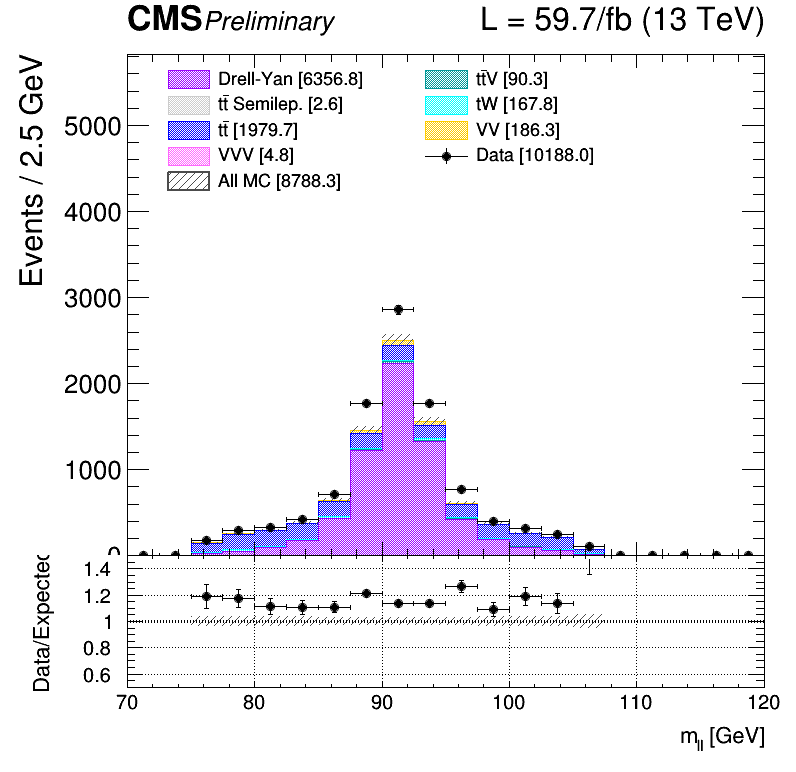 CMS Preliminary L = 59.7/fb (13 TeV)
Events / 2.5 GeV
Drell-Yan [6356.8]
tt̄ Semilep. [2.6]
tt̄ [1979.7]
VVV [4.8]
All MC [8788.3]
tt̄V [90.3]
tW [167.8]
VV [186.3]
Data [10188.0]
5000
4000
3000
2000
1000
0
Data/Expected
1.4
1.2
1
0.8
0.6
70 80 90 100 110 120
m_ll [GeV]